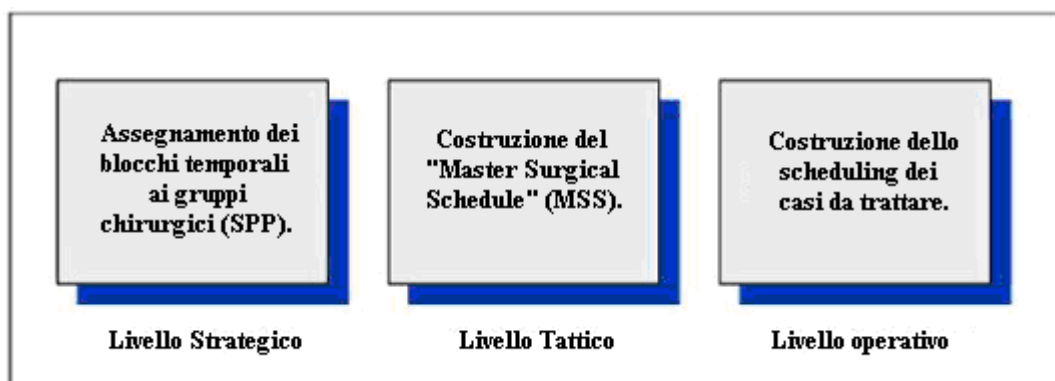 Assegnamento dei
blocchi temporali
ai gruppi
chirurgici (SPP).
Costruzione del
"Master Surgical
Schedule" (MSS).
Costruzione dello
scheduling dei
casi da trattare.
Livello Strategico
Livello Tattico
Livello operativo